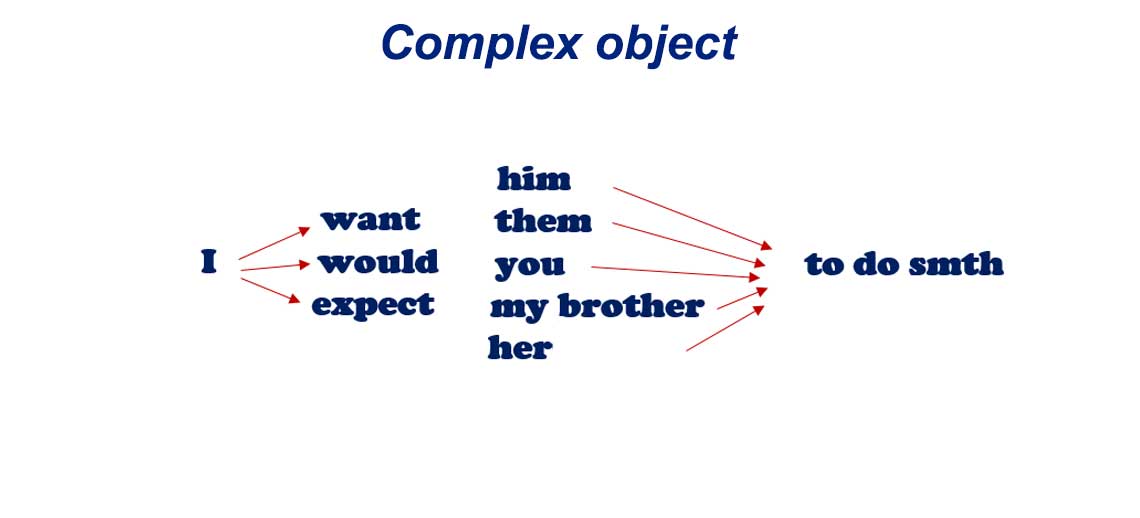 Complex object
I
want
would
expect
him
them
you
my brother
her
to do smth